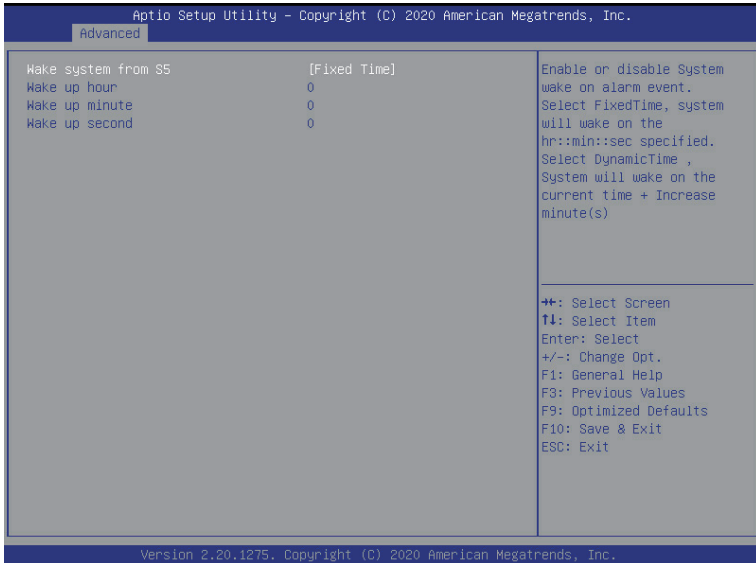 Aptio Setup Utility – Copyright (C) 2020 American Megatrends, Inc.
Advanced
Wake system from S5 [Fixed Time]
Wake up hour 0
Wake up minute 0
Wake up second 0
Enable or disable System
wake on alarm event.
Select FixedTime, system
will wake on the
hr::min::sec specified.
Select DynamicTime ,
System will wake on the
current time + Increase
minute(s)
→←: Select Screen
↑↓: Select Item
Enter: Select
+/-: Change Opt.
F1: General Help
F3: Previous Values
F9: Optimized Defaults
F10: Save & Exit
ESC: Exit
Version 2.20.1275. Copyright (C) 2020 American Megatrends, Inc.